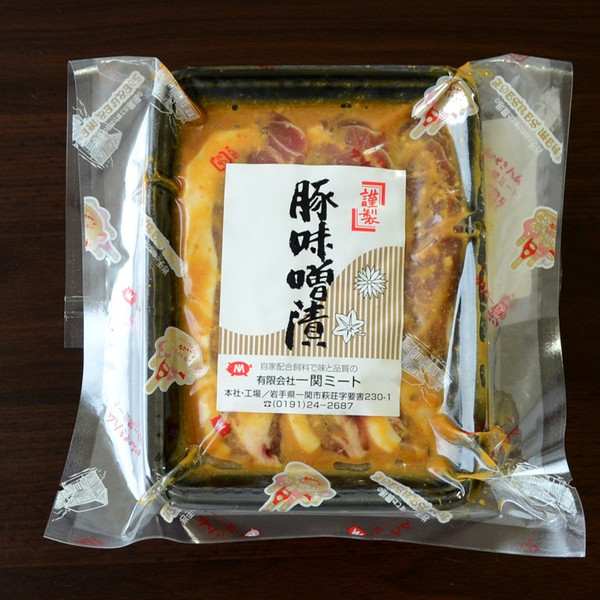 謹製
豚味噌漬
自家配合飼料で味と品質の
有限会社一関ミート
本社・工場/岩手県一関市萩荘字要害230-1
☎(0191)24-2687